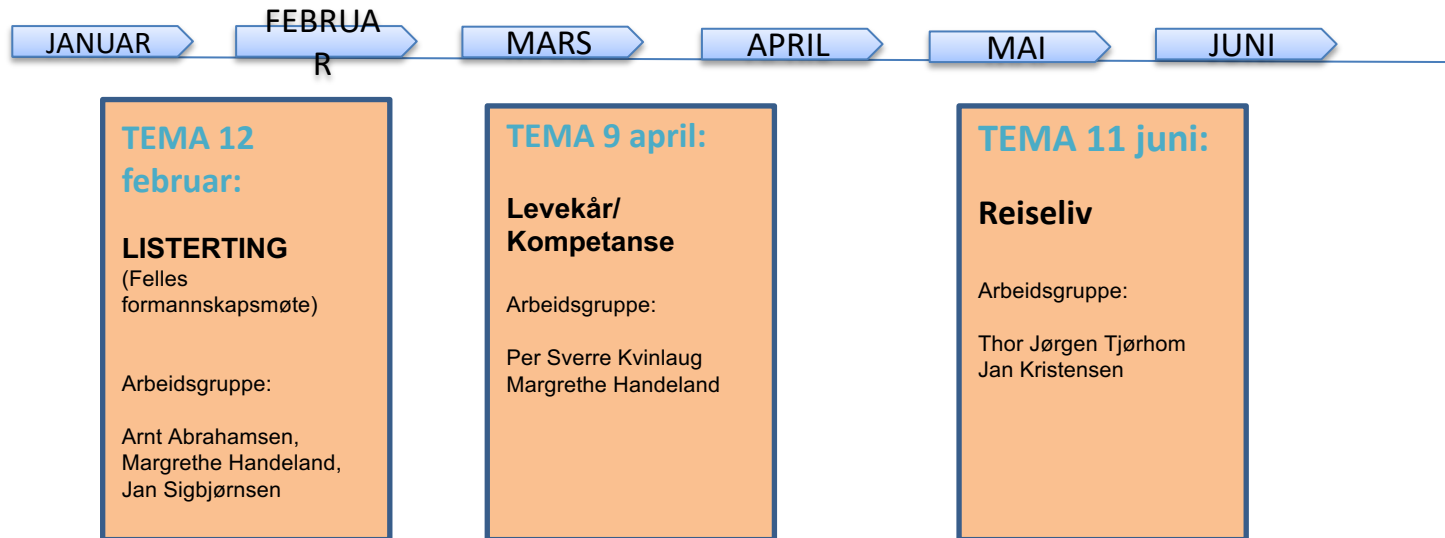 JANUAR
FEBRUA
R
MARS
APRIL
MAI
JUNI
TEMA 12
februar:
LISTERTING
(Felles
formannskapsmøte)
Arbeidsgruppe:
Arnt Abrahamsen,
Margrethe Handeland,
Jan Sigbjørnsen
TEMA 9 april:
Levekår/
Kompetanse
Arbeidsgruppe:
Per Sverre Kvinlaug
Margrethe Handeland
TEMA 11 juni:
Reiseliv
Arbeidsgruppe:
Thor Jørgen Tjørhom
Jan Kristensen